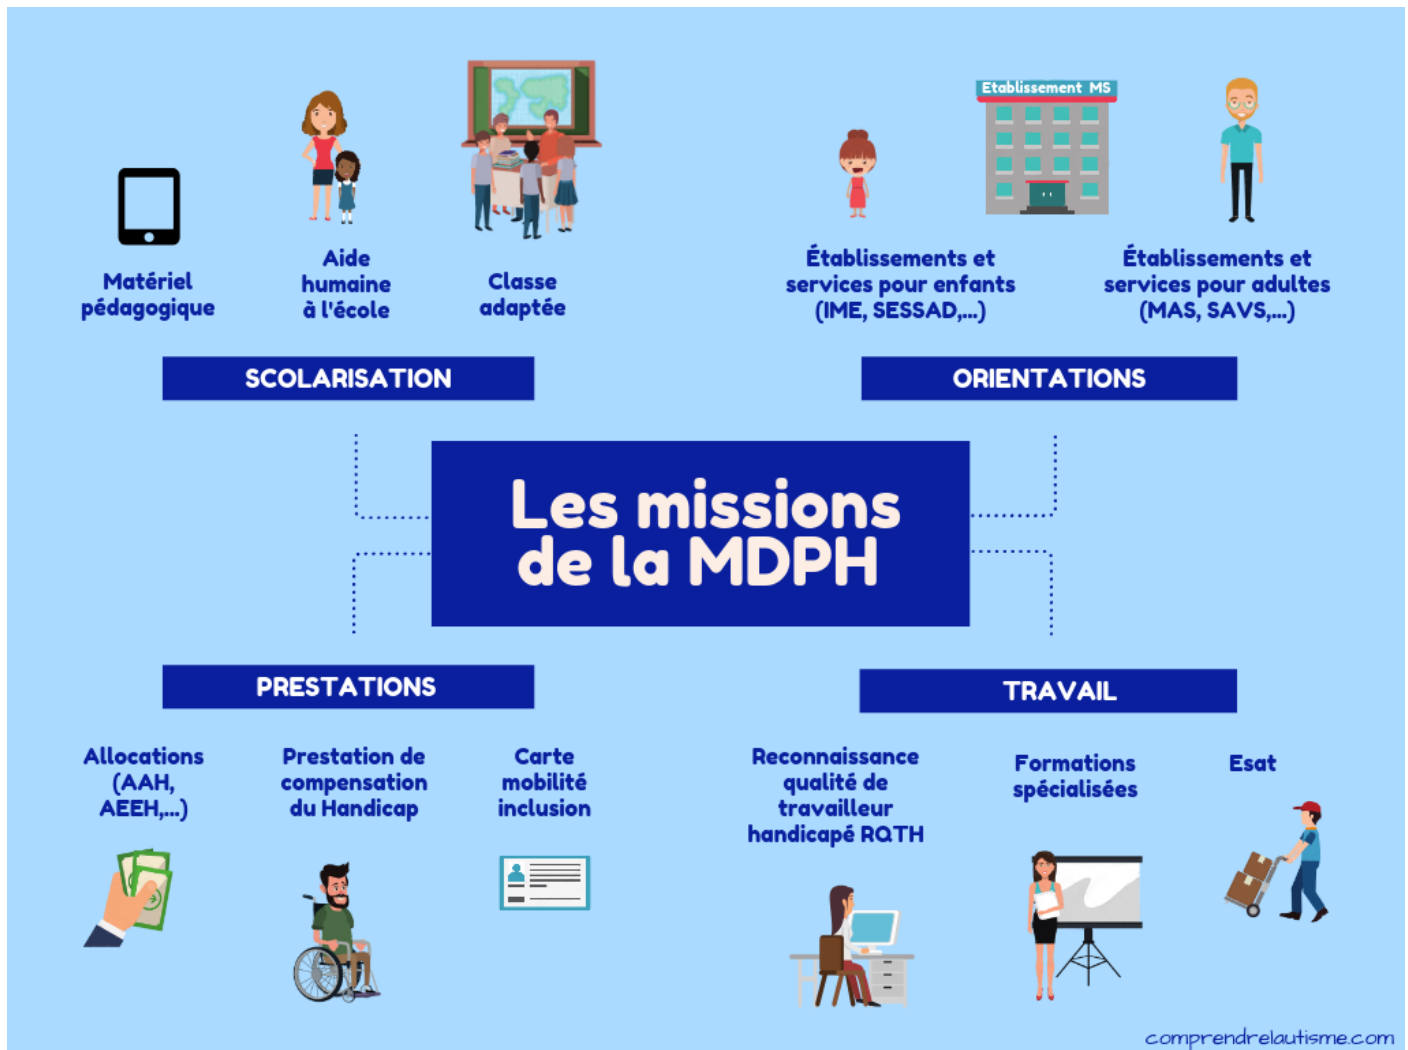 Etablissement MS
Matériel
pédagogique
Aide
humaine
à l'école
Classe
adaptée
SCOLARISATION
Établissements et
services pour enfants
(IME, SESSAD,...)
Établissements et
services pour adultes
(MAS, SAVS,...)
ORIENTATIONS
Les missions
de la MDPH
PRESTATIONS
Allocations
(AAH,
AEEH,...)
Prestation de
compensation
du Handicap
Carte
mobilité
inclusion
TRAVAIL
Reconnaissance
qualité de
travailleur
handicapé RQTH
Formations
spécialisées
Esat
comprendrelautisme.com